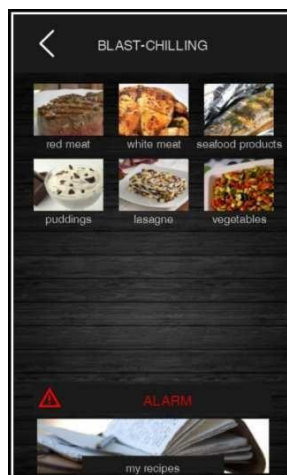 BLAST-CHILLING
red meat white meat seafood products
puddings lasagne vegetables
ALARM
my recipes